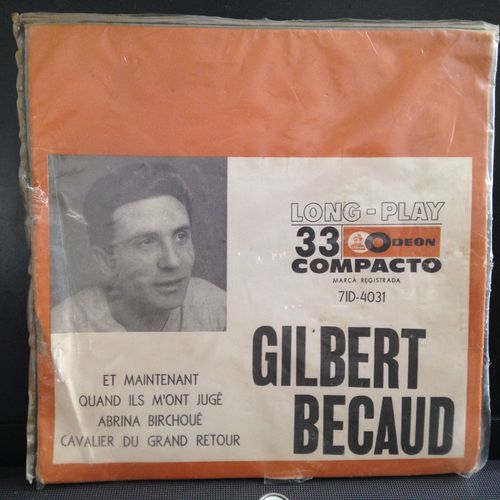 LONG-PLAY
33 ODEON
COMPACTO
MARCA REGISTRADA
7ID-4031
GILBERT
BECAUD
ET MAINTENANT
QUAND ILS M'ONT JUGÊ
ABRINA BIRCHOUÊ
CAVALIER DU GRAND RETOUR